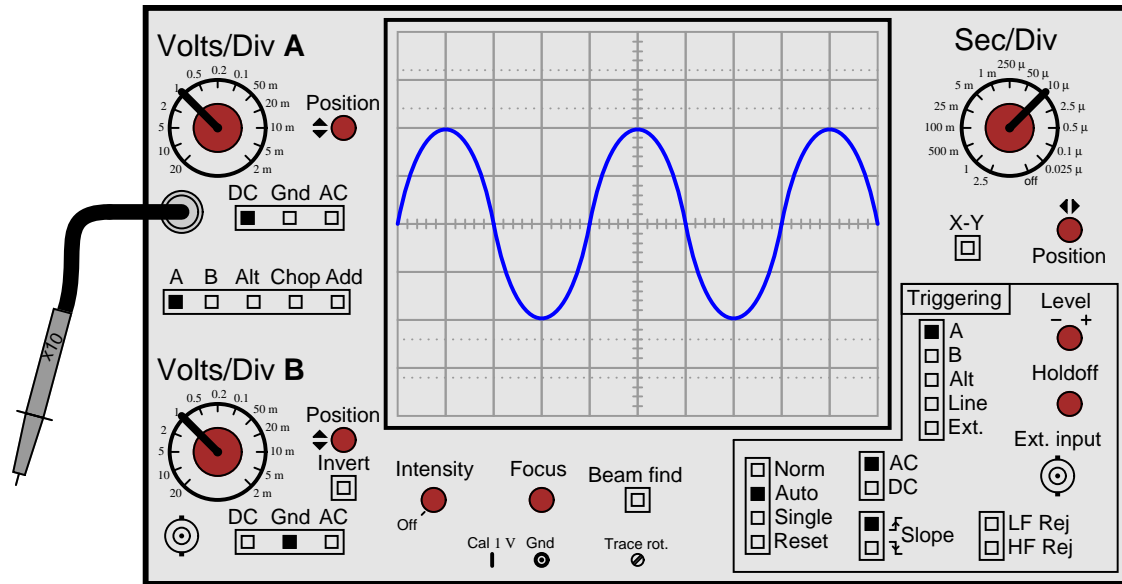 Volts/Div A
0.5 0.2 0.1
1 50 m
2 20 m
5 10 m
10 5 m
20 2 m
Position
DC Gnd AC
A B Alt Chop Add
X10
Volts/Div B
0.5 0.2 0.1
1 50 m
2 20 m
5 10 m
10 5 m
20 2 m
Position
Invert
DC Gnd AC
Intensity
Off
Focus
Beam find
Cal 1 V Gnd
Trace rot.
Sec/Div
250 µ
1 m 50 µ
5 m 10 µ
25 m 2.5 µ
100 m 0.5 µ
500 m 0.1 µ
1 0.025 µ
2.5 off
X-Y
Position
Triggering
A
B
Alt
Line
Ext.
Level
− +
Holdoff
Ext. input
Norm
Auto
Single
Reset
AC
DC
Slope
LF Rej
HF Rej